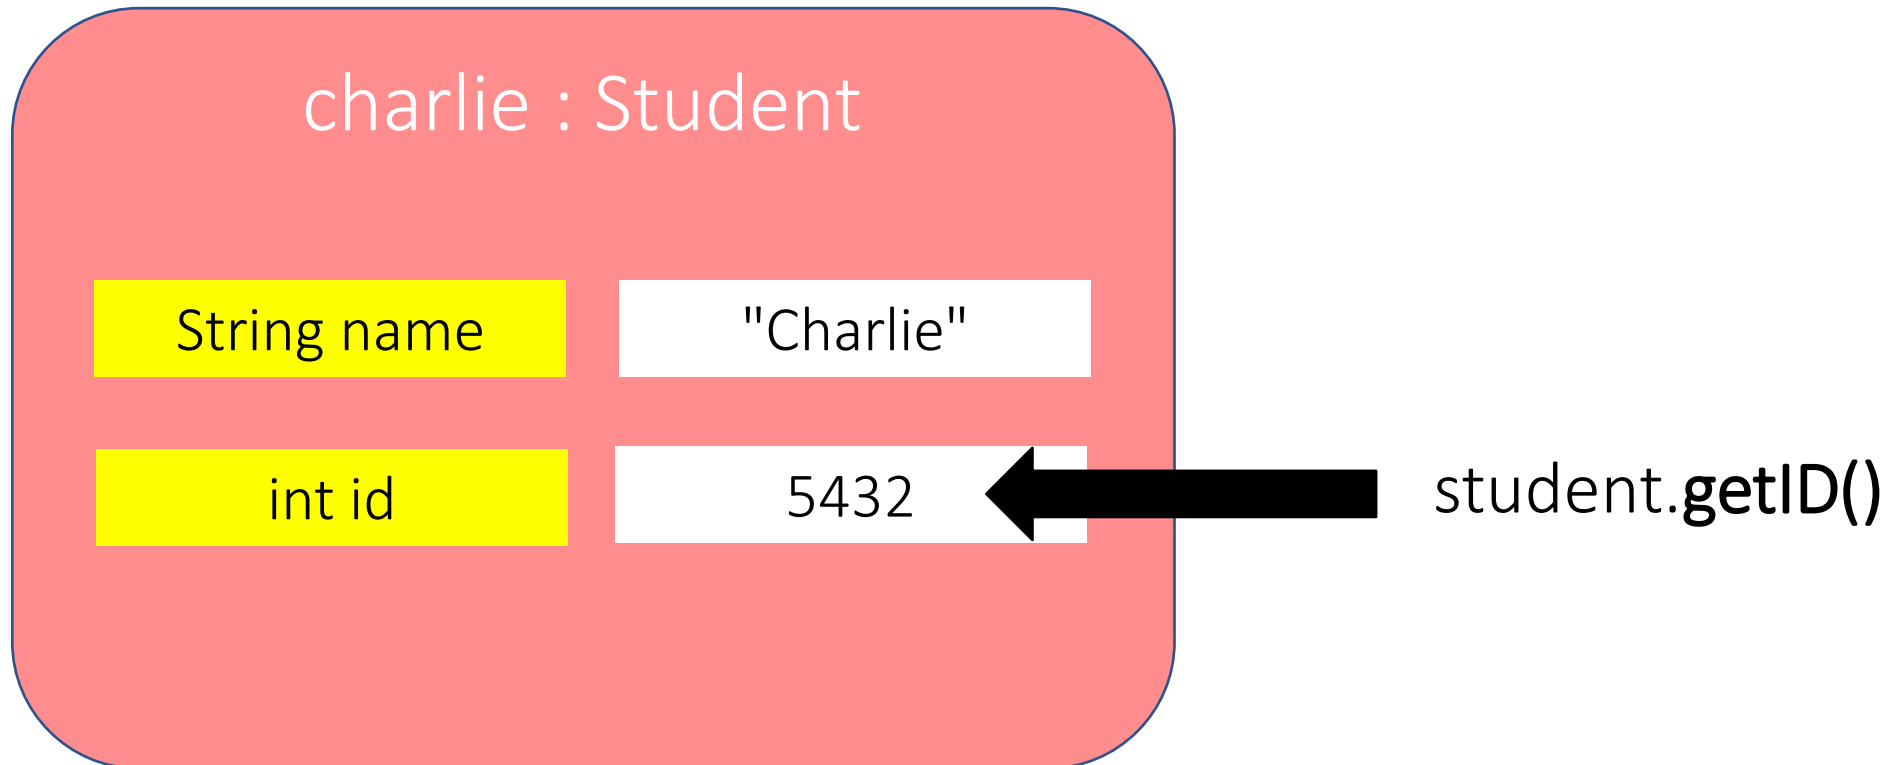 charlie : Student
String name
"Charlie"
int id
5432
student.getID()